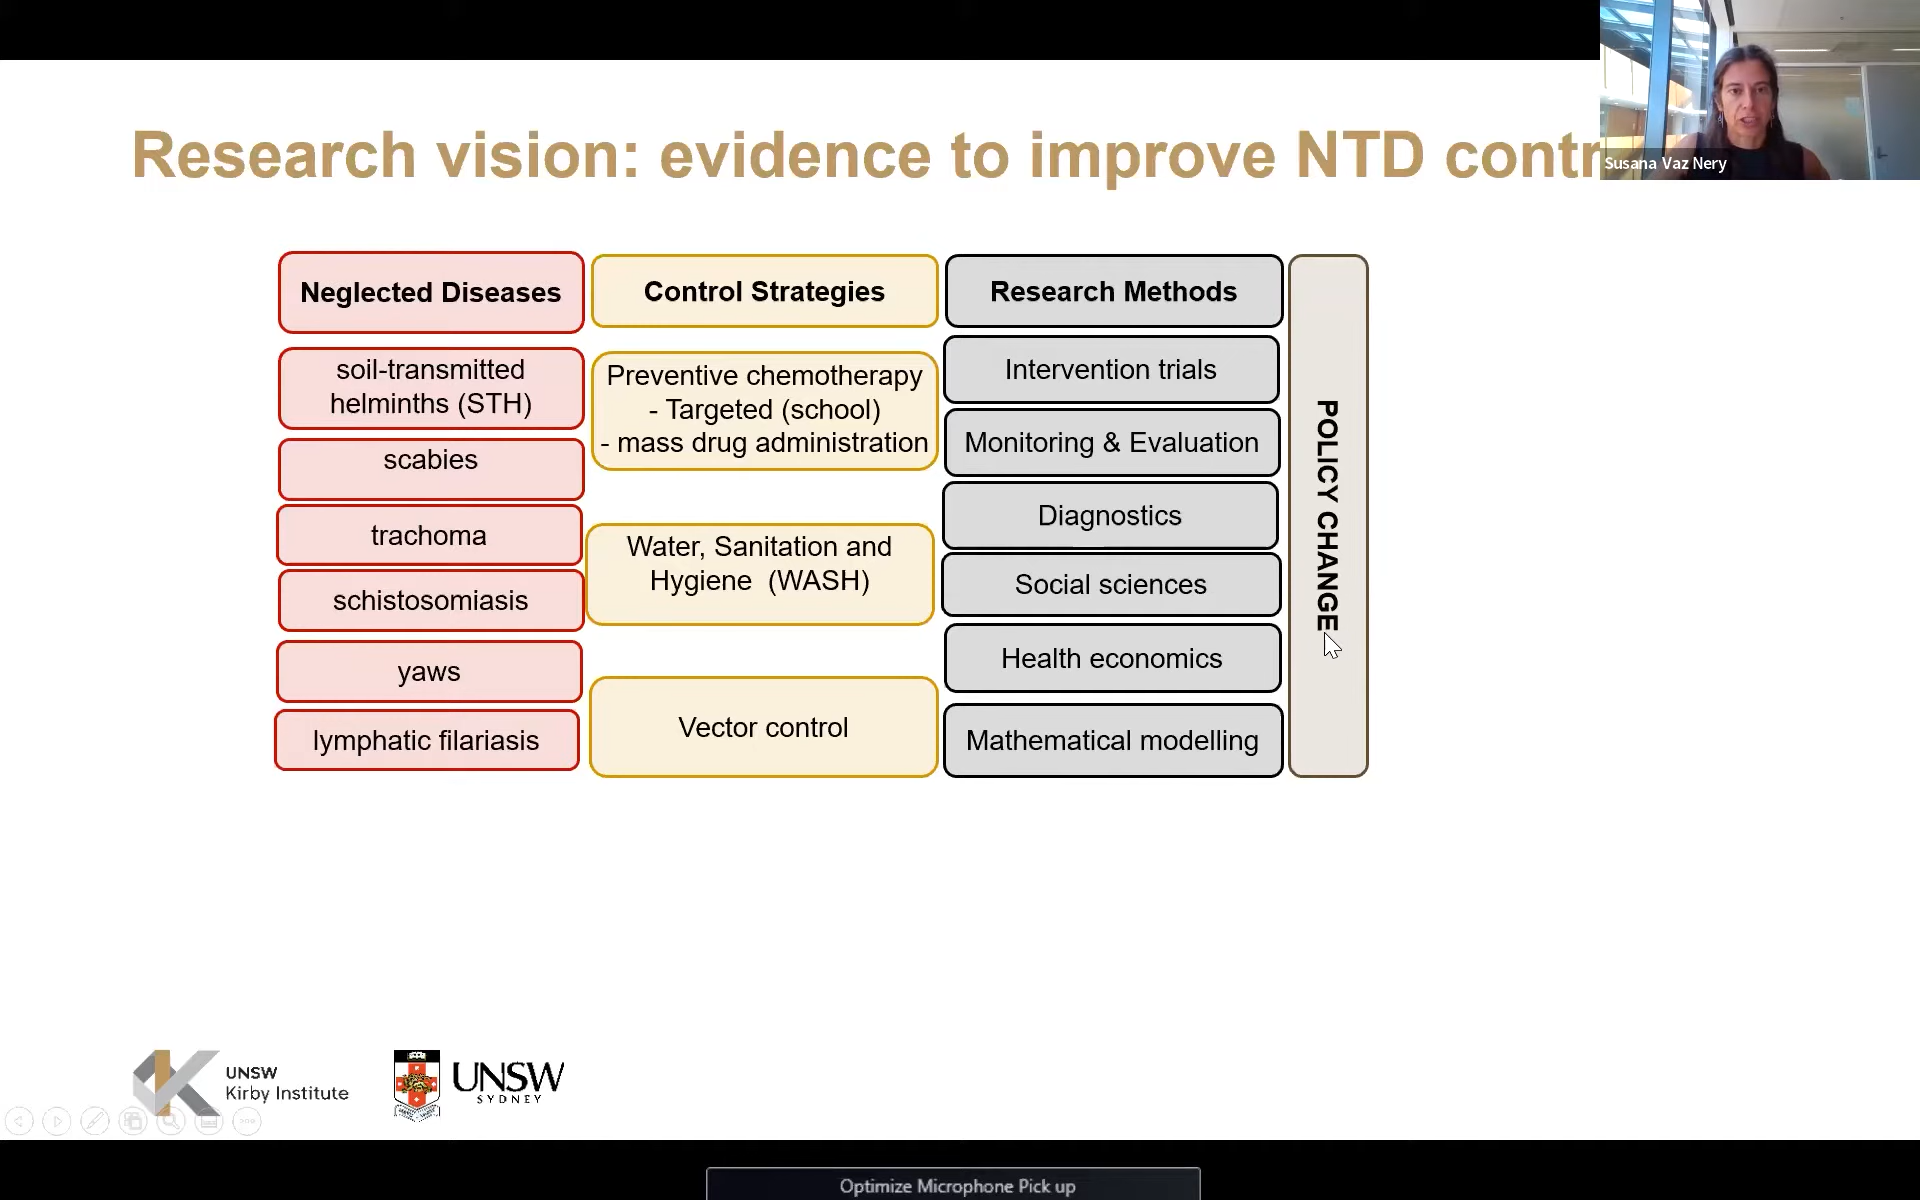 Research vision: evidence to improve NTD contr
Susana Vaz Nery
Neglected Diseases
soil-transmitted
helminths (STH)
scabies
trachoma
schistosomiasis
yaws
lymphatic filariasis
Control Strategies
Preventive chemotherapy
- Targeted (school)
- mass drug administration
Water, Sanitation and
Hygiene (WASH)
Vector control
Research Methods
Intervention trials
Monitoring & Evaluation
Diagnostics
Social sciences
Health economics
Mathematical modelling
POLICY CHANGE
UNSW
Kirby Institute
UNSW
SYDNEY
Optimize Microphone Pick up